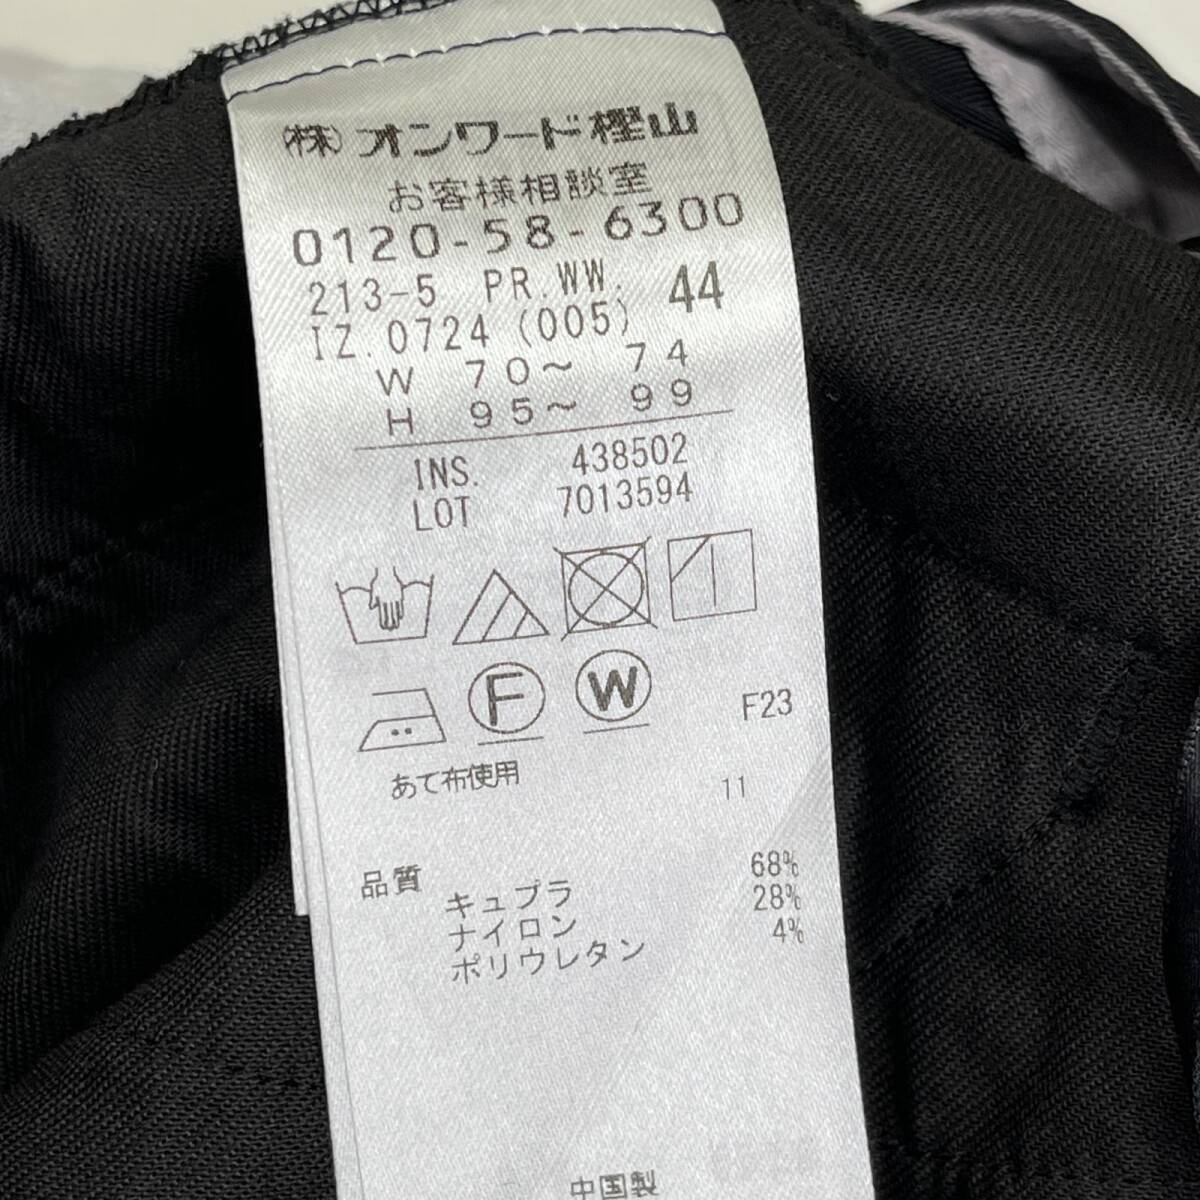 (株)オンワード樫山
お客様相談室
0120-58-6300
213-5 PR.WW. 44
IZ.0724 (005)
W 70~ 74
H 95~ 99
INS. 438502
LOT 7013594
F W F23
あて布使用
11
品質
キュプラ 68%
ナイロン 28%
ポリウレタン 4%
中国製